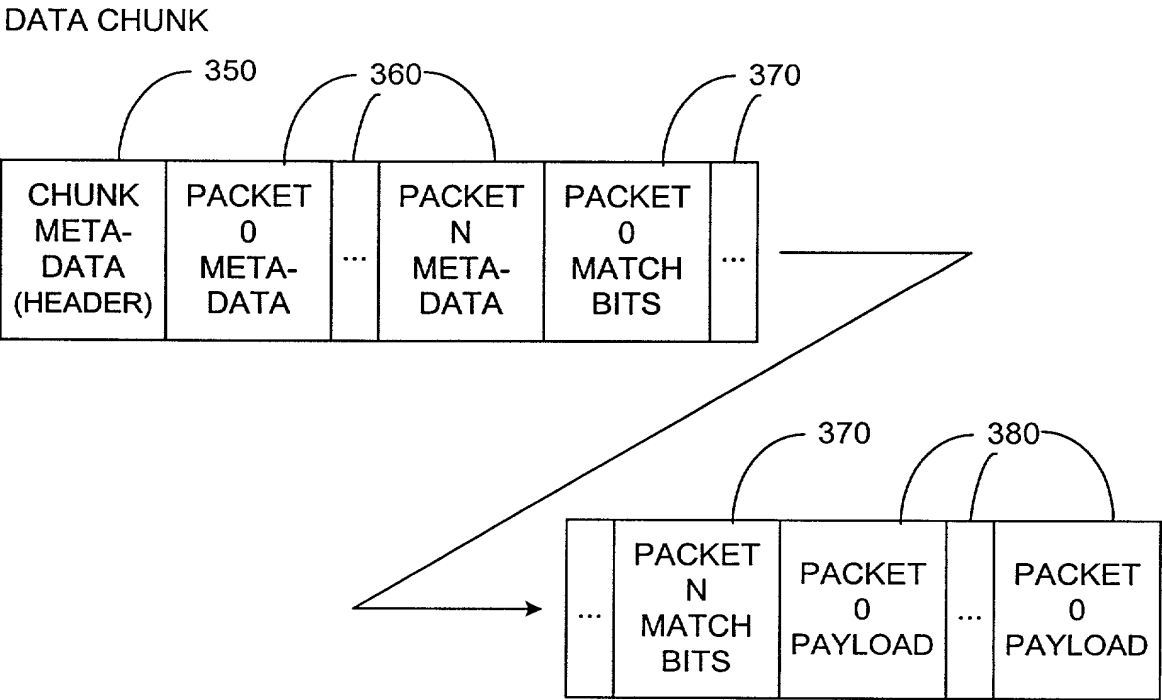 DATA CHUNK
350
360
370
CHUNK
META-
DATA
(HEADER)
PACKET
0
META-
DATA
...
PACKET
N
META-
DATA
PACKET
0
MATCH
BITS
...
370
380
...
PACKET
N
MATCH
BITS
PACKET
0
PAYLOAD
...
PACKET
0
PAYLOAD